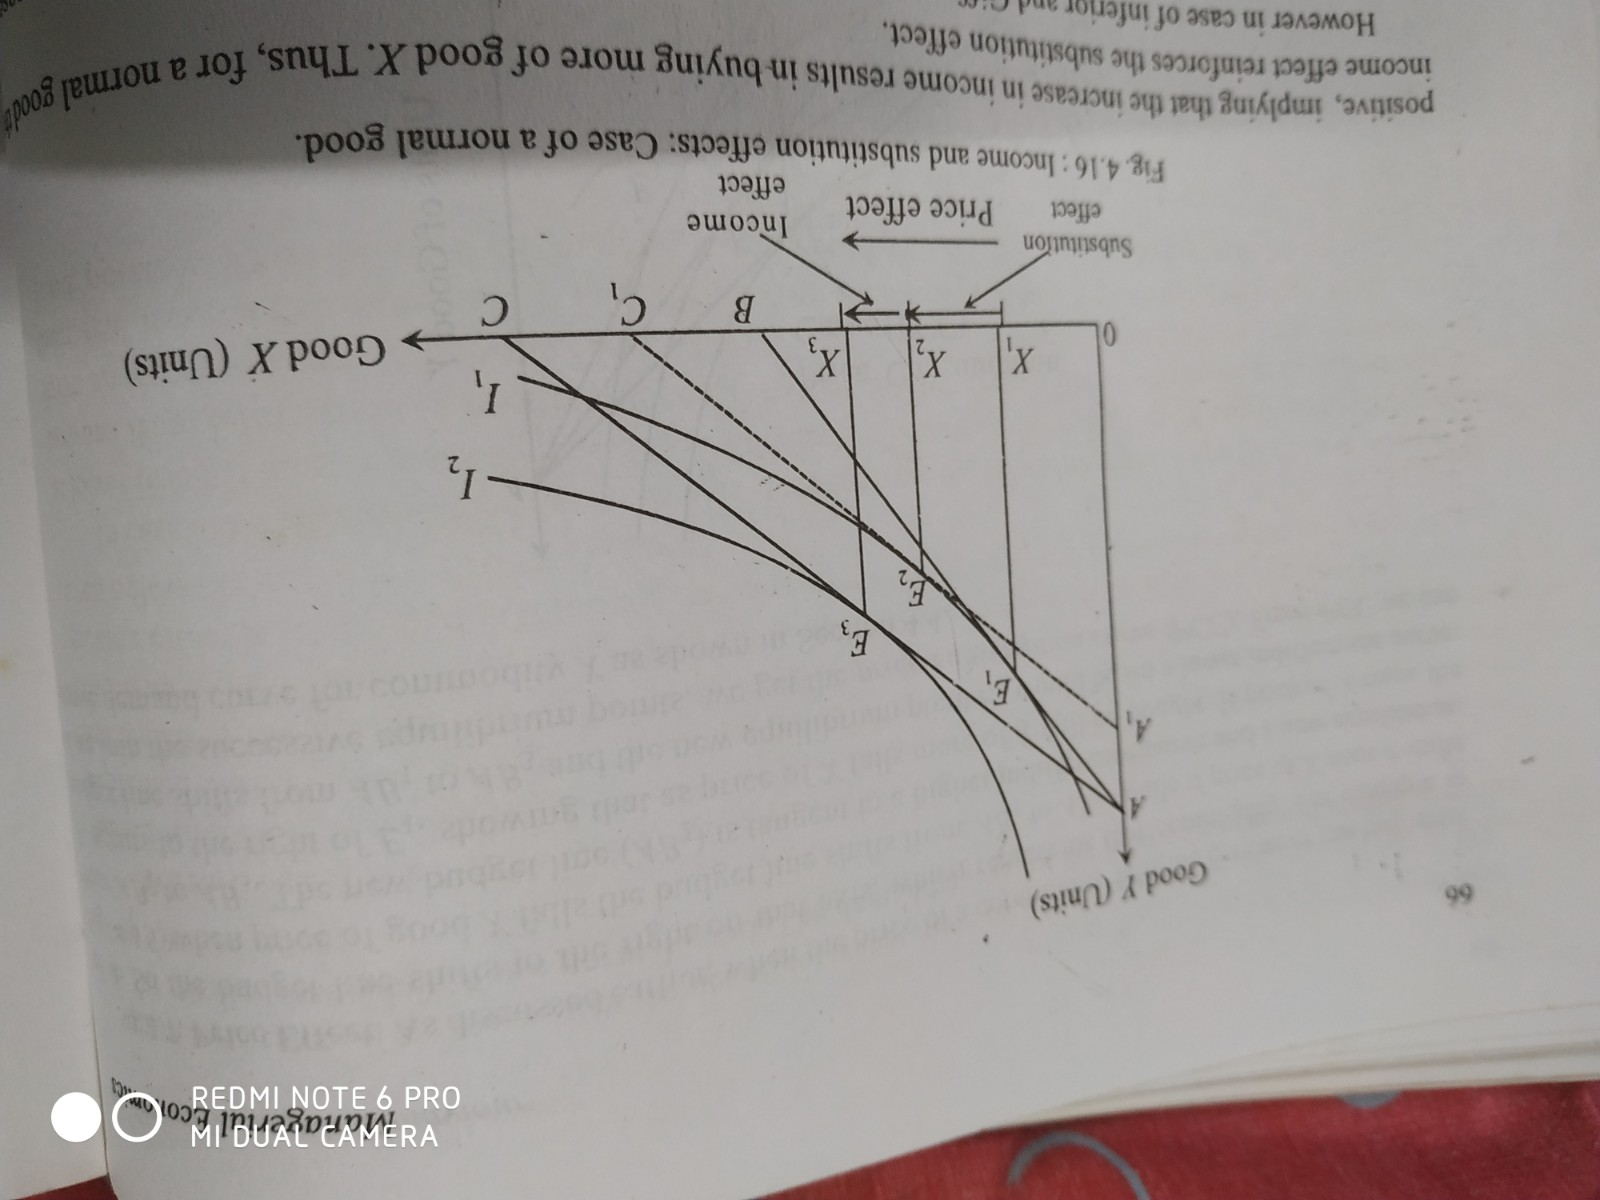 66
Managerial Economics
Good Y (Units)
A
A1
E1
E3
E2
I2
I1
0
X1
X2
X3
B
C1
C
Good X (Units)
Substitution
effect
Price effect
Income
effect
Fig. 4.16 : Income and substitution effects: Case of a normal good.
positive, implying that the increase in income results in buying more of good X. Thus, for a normal good
income effect reinforces the substitution effect.
However in case of inferior and
REDMI NOTE 6 PRO
MI DUAL CAMERA